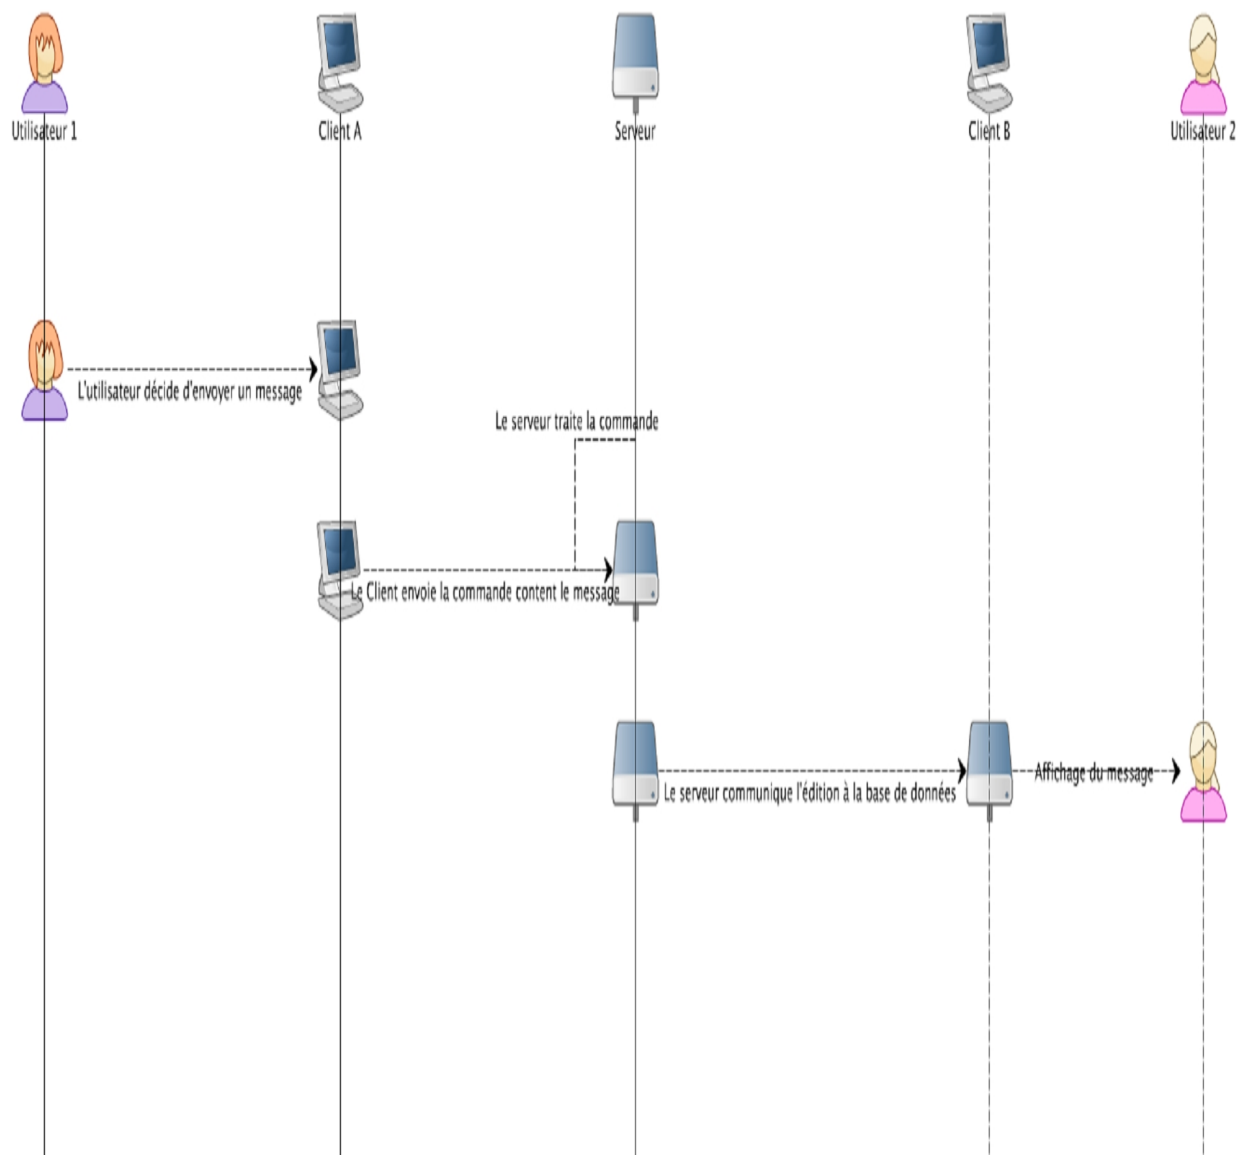 Utilisateur 1
Client A
Serveur
Client B
Utilisateur 2
L'utilisateur décide d'envoyer un message
Le serveur traite la commande
Le Client envoie la commande content le message
Le serveur communique l'édition à la base de données
Affichage du message